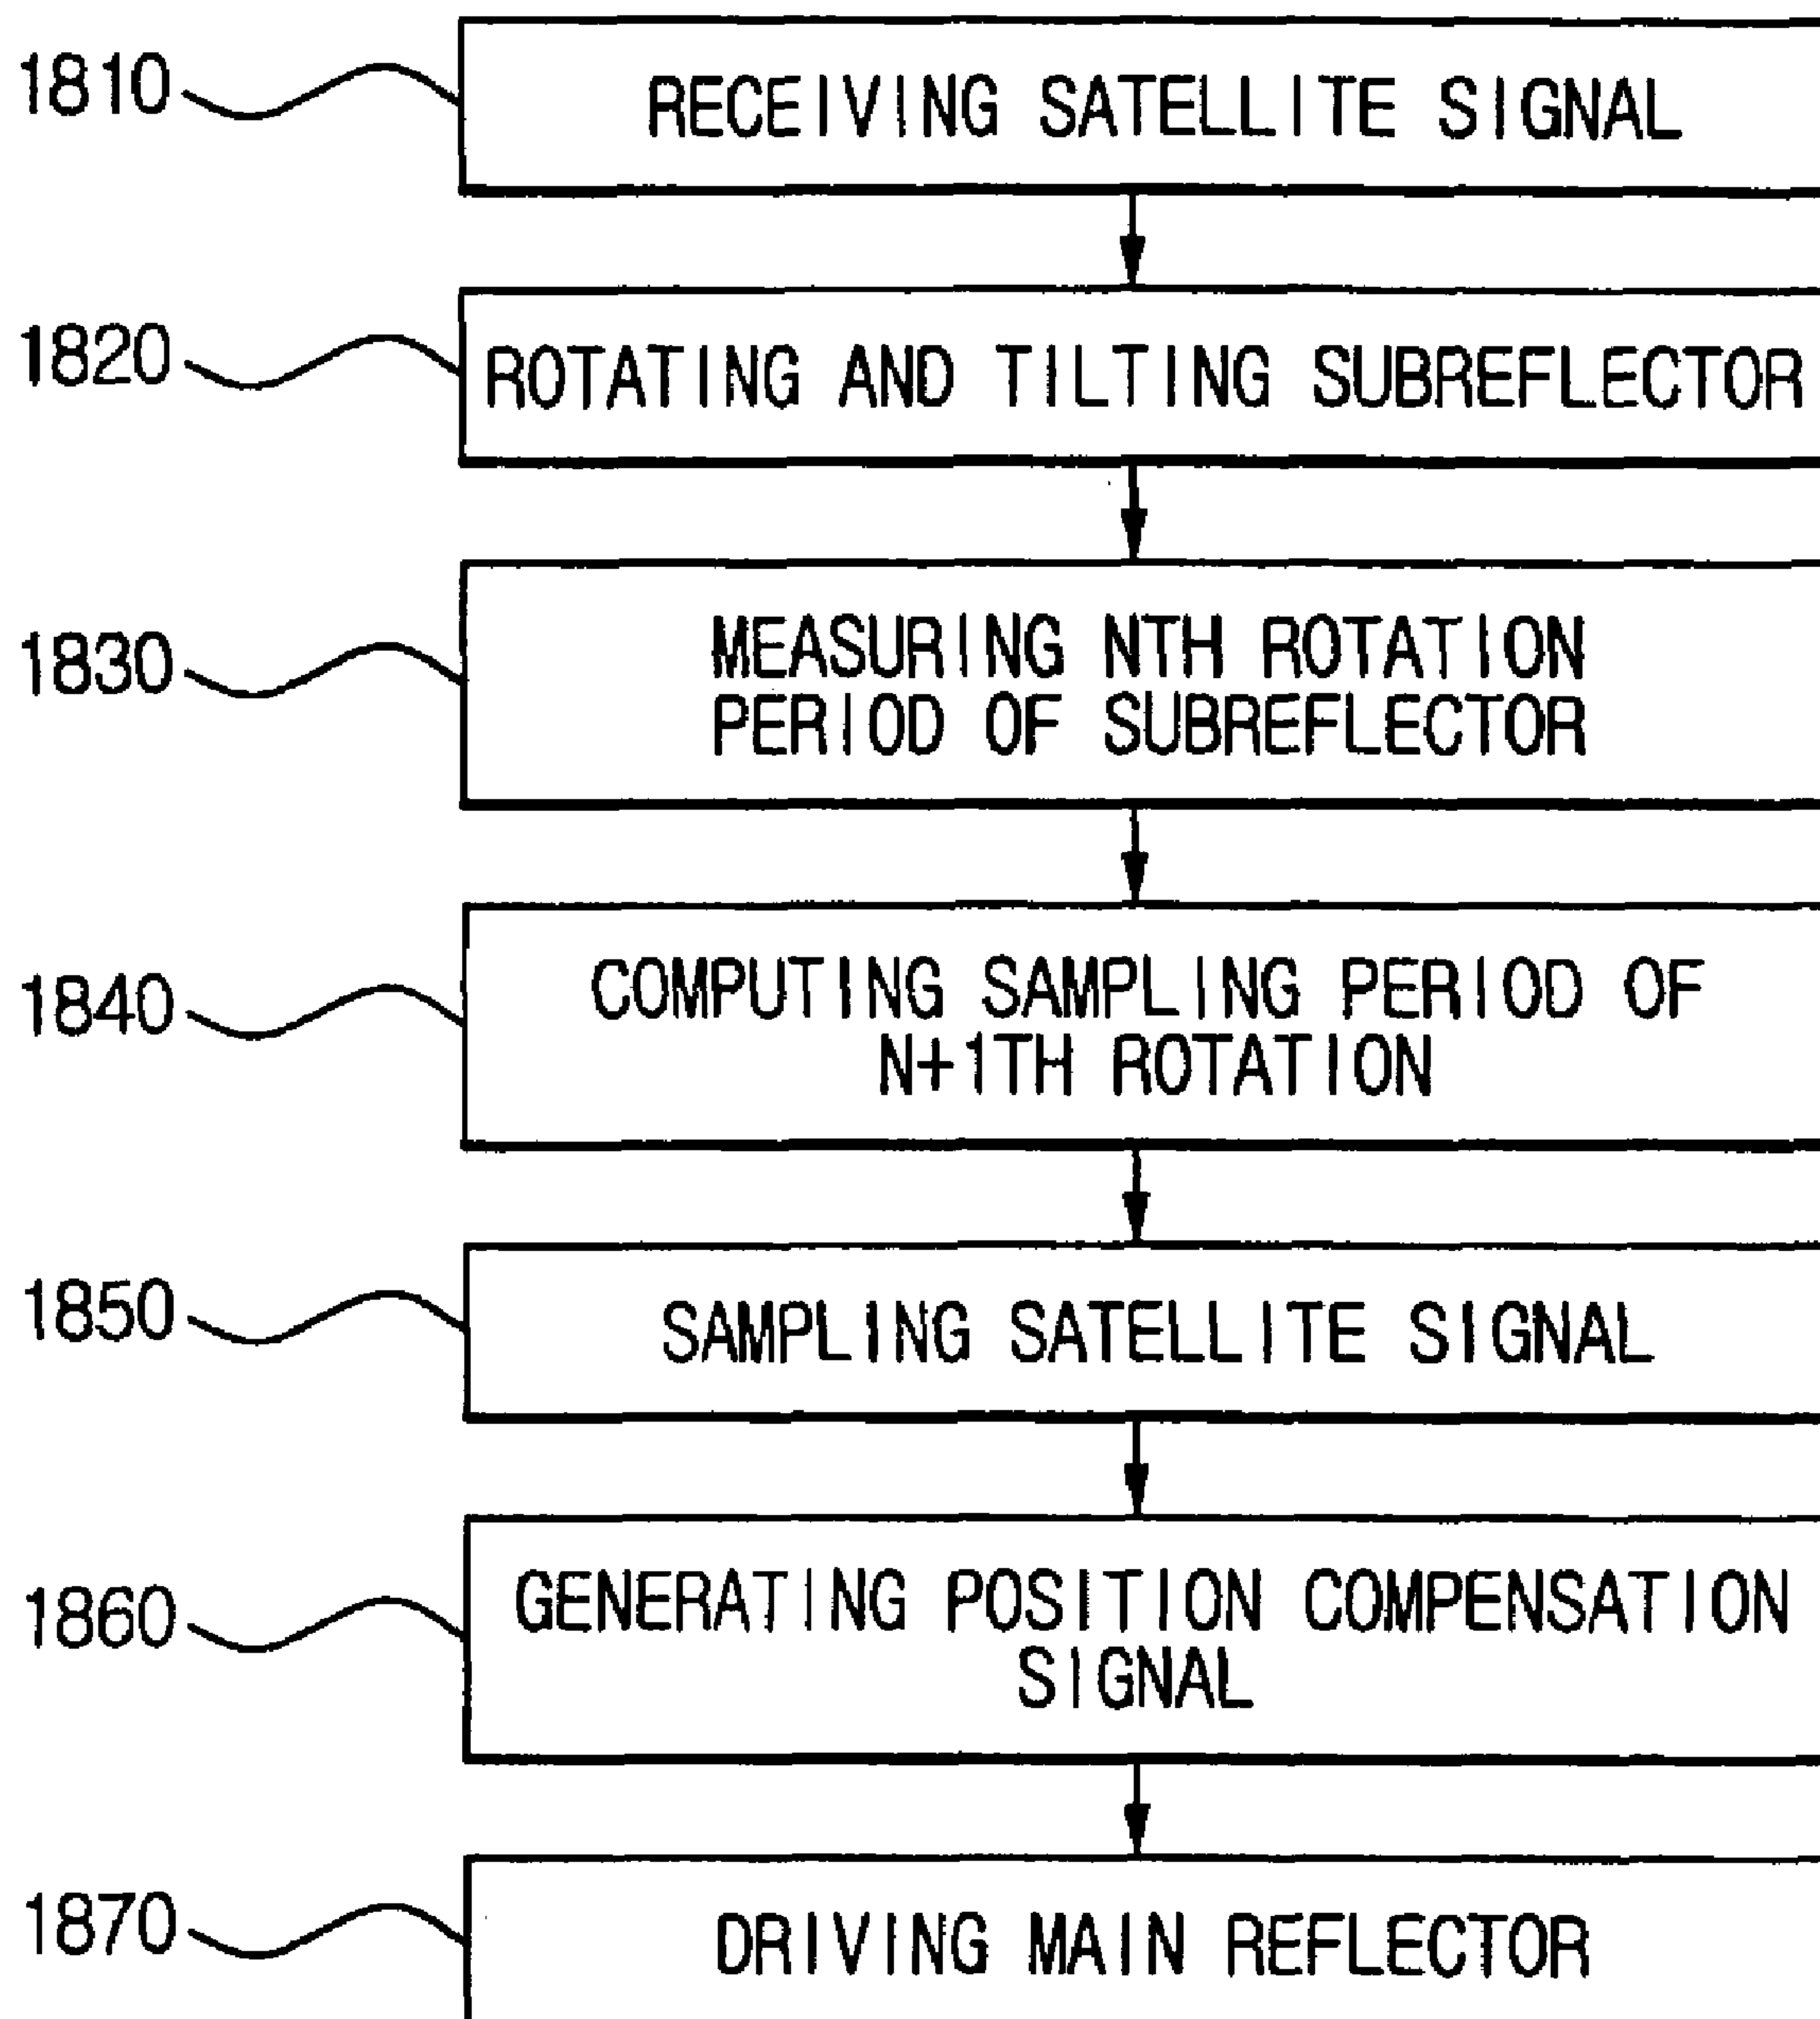 1810
RECEIVING SATELLITE SIGNAL
1820
ROTATING AND TILTING SUBREFLECTOR
1830
MEASURING NTH ROTATION
PERIOD OF SUBREFLECTOR
1840
COMPUTING SAMPLING PERIOD OF
N+1TH ROTATION
1850
SAMPLING SATELLITE SIGNAL
1860
GENERATING POSITION COMPENSATION
SIGNAL
1870
DRIVING MAIN REFLECTOR